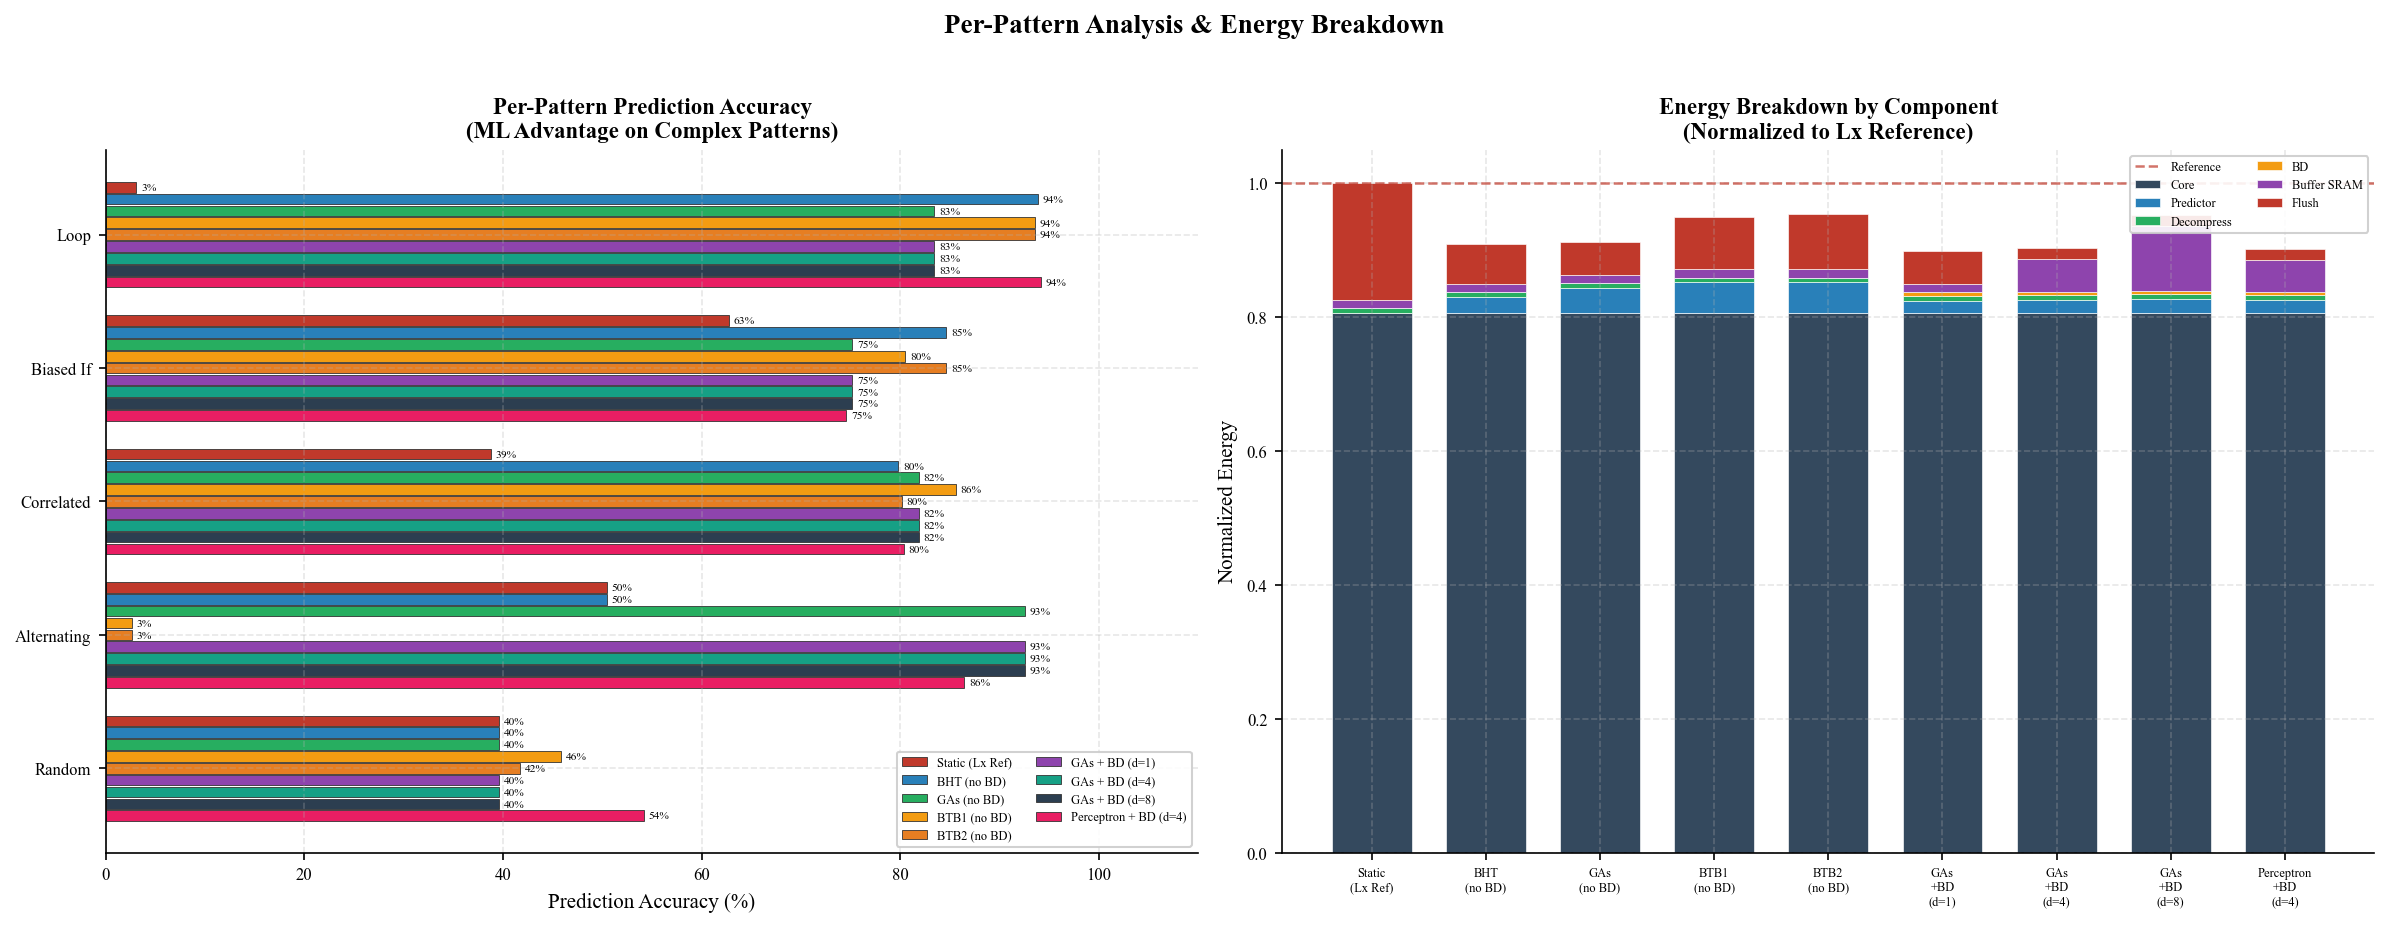 Per-Pattern Analysis & Energy Breakdown
Per-Pattern Prediction Accuracy
(ML Advantage on Complex Patterns)
Loop
3%
94%
83%
94%
94%
83%
83%
83%
94%
Biased If
63%
85%
75%
80%
85%
75%
75%
75%
75%
Correlated
39%
80%
82%
86%
80%
82%
82%
82%
80%
Alternating
50%
50%
93%
3%
3%
93%
93%
93%
86%
Random
40%
40%
40%
46%
42%
40%
40%
40%
54%
Static (Lx Ref)
BHT (no BD)
GAs (no BD)
BTB1 (no BD)
BTB2 (no BD)
GAs + BD (d=1)
GAs + BD (d=4)
GAs + BD (d=8)
Perceptron + BD (d=4)
0 20 40 60 80 100
Prediction Accuracy (%)
Energy Breakdown by Component
(Normalized to Lx Reference)
Reference
Core
Predictor
Decompress
BD
Buffer SRAM
Flush
Normalized Energy
1.0
0.8
0.6
0.4
0.2
0.0
Static
(Lx Ref)
BHT
(no BD)
GAs
(no BD)
BTB1
(no BD)
BTB2
(no BD)
GAs
+BD
(d=1)
GAs
+BD
(d=4)
GAs
+BD
(d=8)
Perceptron
+BD
(d=4)